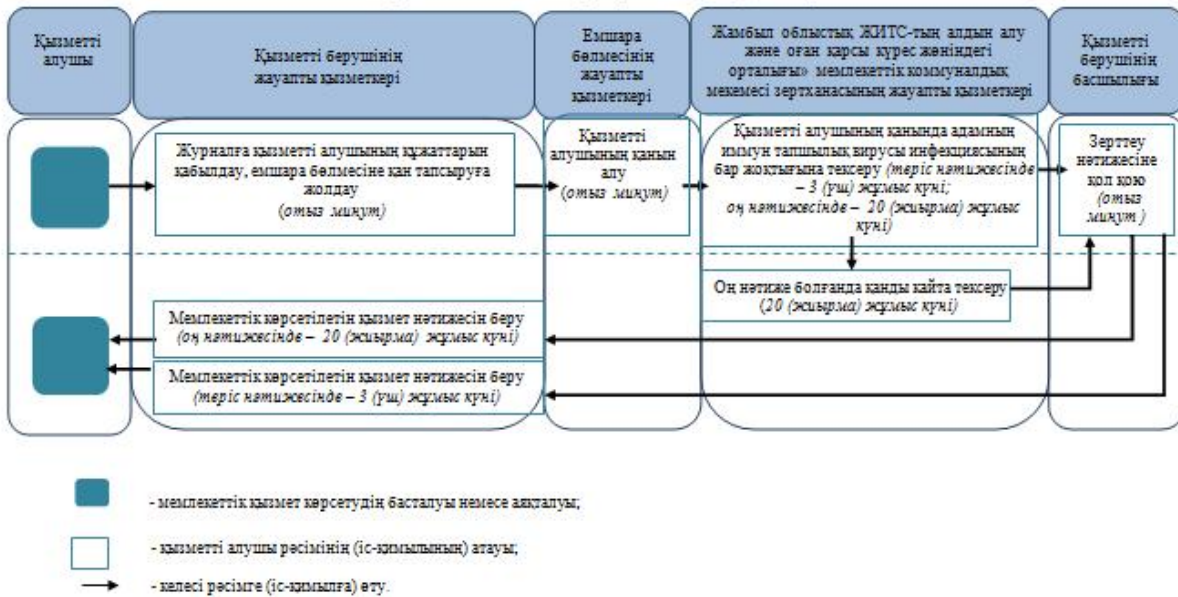 Қызметті
алушы
Қызметті берушінің
жауапты қызметкері
Емшара
бөлмесінің
жауапты
қызметкері
Жамбыл облыстық ЖИТС-тың алдын алу
және оған қарсы күрес жөніндегі
орталығы» мемлекеттік коммуналдық
мекемесі зертханасының жауапты қызметкері
Қызметті
берушінің
басшылығы
Журналға қызметті алушының құжаттарын
қабылдау, емшара бөлмесіне қан тапсыруға
жолдау
(отыз минут)
Қызметті
алушының қанын
алу
(отыз минут)
Қызметті алушының қанында адамның
иммун тапшылық вирусы инфекциясының
бар жоқтығына тексеру (теріс нәтижесінде
– 3 (үш) жұмыс күні;
оң нәтижесінде – 20 (жиырма) жұмыс
күні)
Зерттеу
нәтижесіне
қол қою
(отыз
минут )
Оң нәтиже болғанда қанды қайта тексеру
(20 (жиырма) жұмыс күні)
Мемлекеттік көрсетілетін қызмет нәтижесін беру
(оң нәтижесінде – 20 (жиырма) жұмыс күні)
Мемлекеттік көрсетілетін қызмет нәтижесін беру
(теріс нәтижесінде – 3 (үш) жұмыс күні)
- мемлекеттік қызмет көрсетудің басталуы немесе аяқталуы;
- қызметті алушы рәсімінің (іс-қимылының) атауы;
- келесі рәсімге (іс-қимылға) өту.